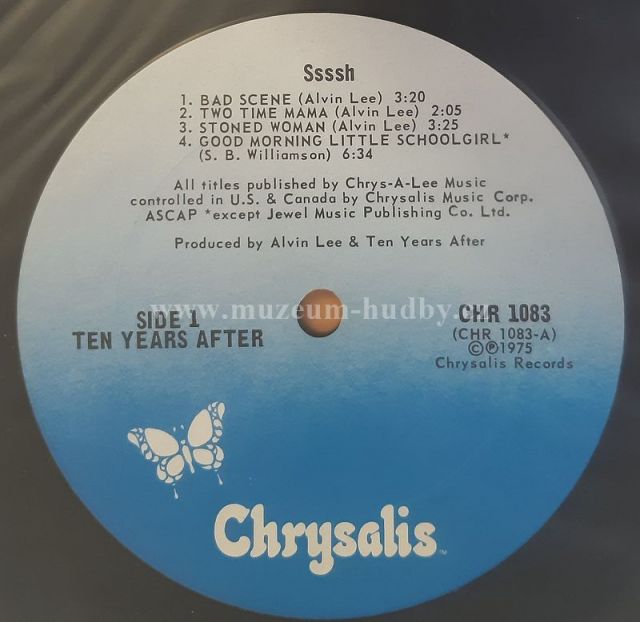 Ssssh
1. BAD SCENE (Alvin Lee) 3:20
2. TWO TIME MAMA (Alvin Lee) 2:05
3. STONED WOMAN (Alvin Lee) 3:25
4. GOOD MORNING LITTLE SCHOOLGIRL*
(S. B. Williamson) 6:34
All titles published by Chrys-A-Lee Music
controlled in U.S. & Canada by Chrysalis Music Corp.
ASCAP *except Jewel Music Publishing Co. Ltd.
Produced by Alvin Lee & Ten Years After
www.muzeum-hudby.
SIDE 1
TEN YEARS AFTER
CHR 1083
(CHR 1083-A)
©℗1975
Chrysalis Records
Chrysalis™